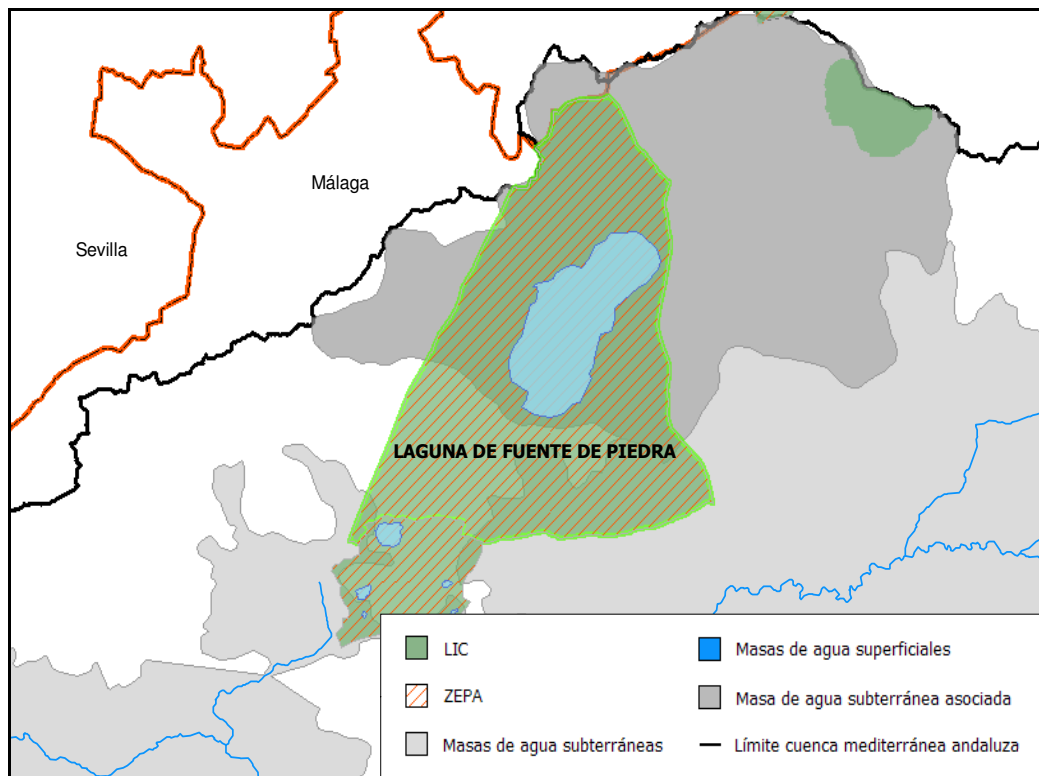 Málaga
Sevilla
LAGUNA DE FUENTE DE PIEDRA
LIC
ZEPA
Masas de agua subterráneas
Masas de agua superficiales
Masa de agua subterránea asociada
Límite cuenca mediterránea andaluza